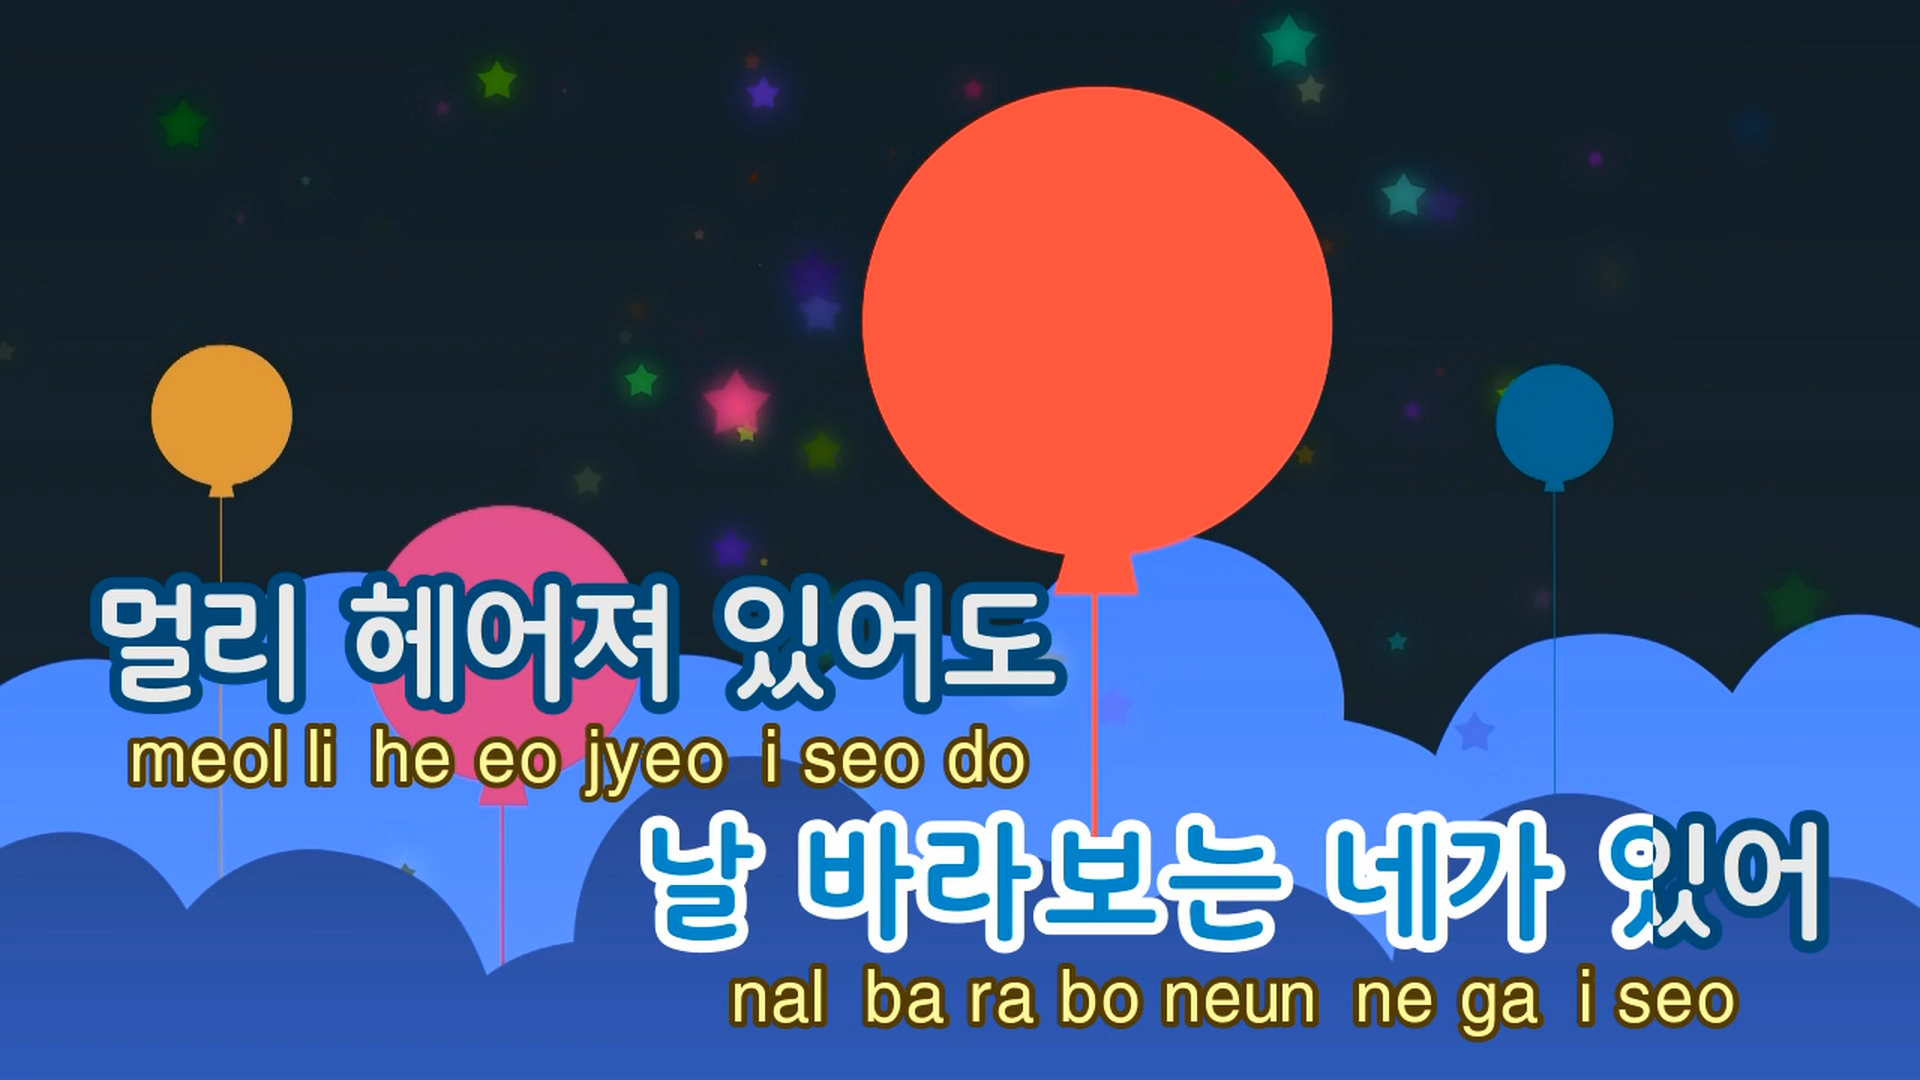 멀리 헤어져 있어도
meol li he eo jyeo i seo do
날 바라보는 네가 있어
nal ba ra bo neun ne ga i seo